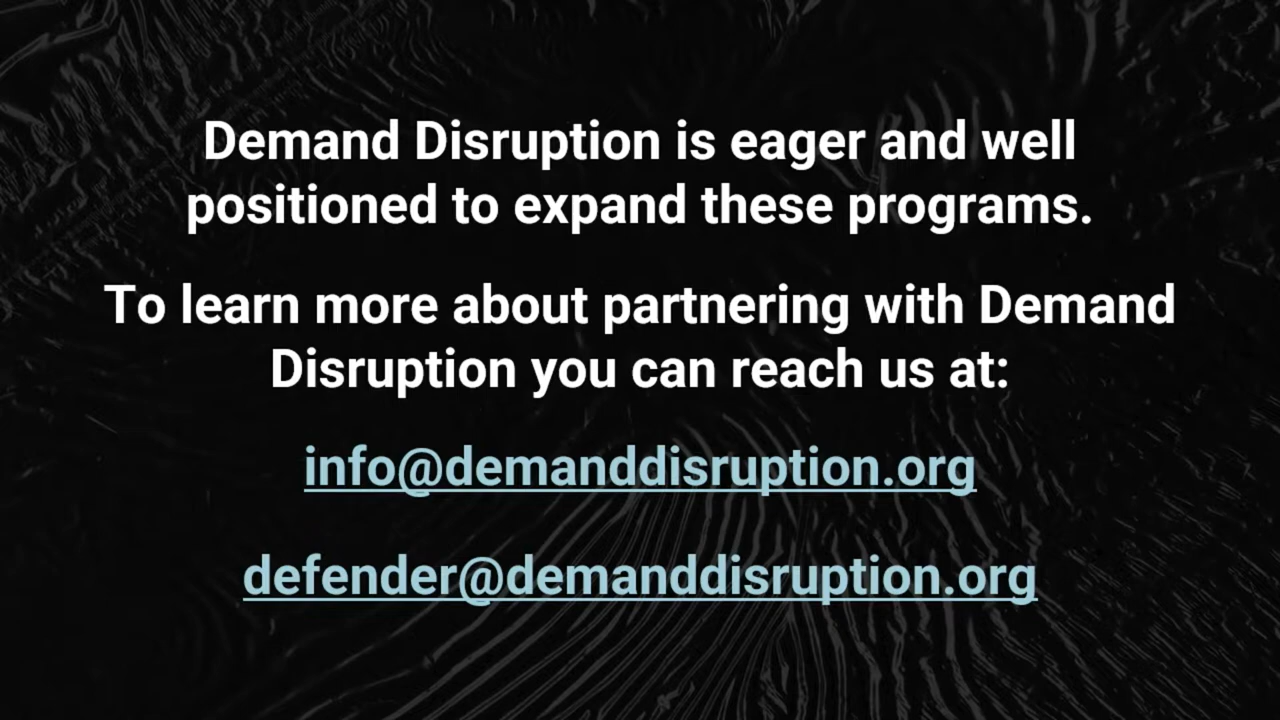 Demand Disruption is eager and well
positioned to expand these programs.
To learn more about partnering with Demand
Disruption you can reach us at:
info@demanddisruption.org
defender@demanddisruption.org